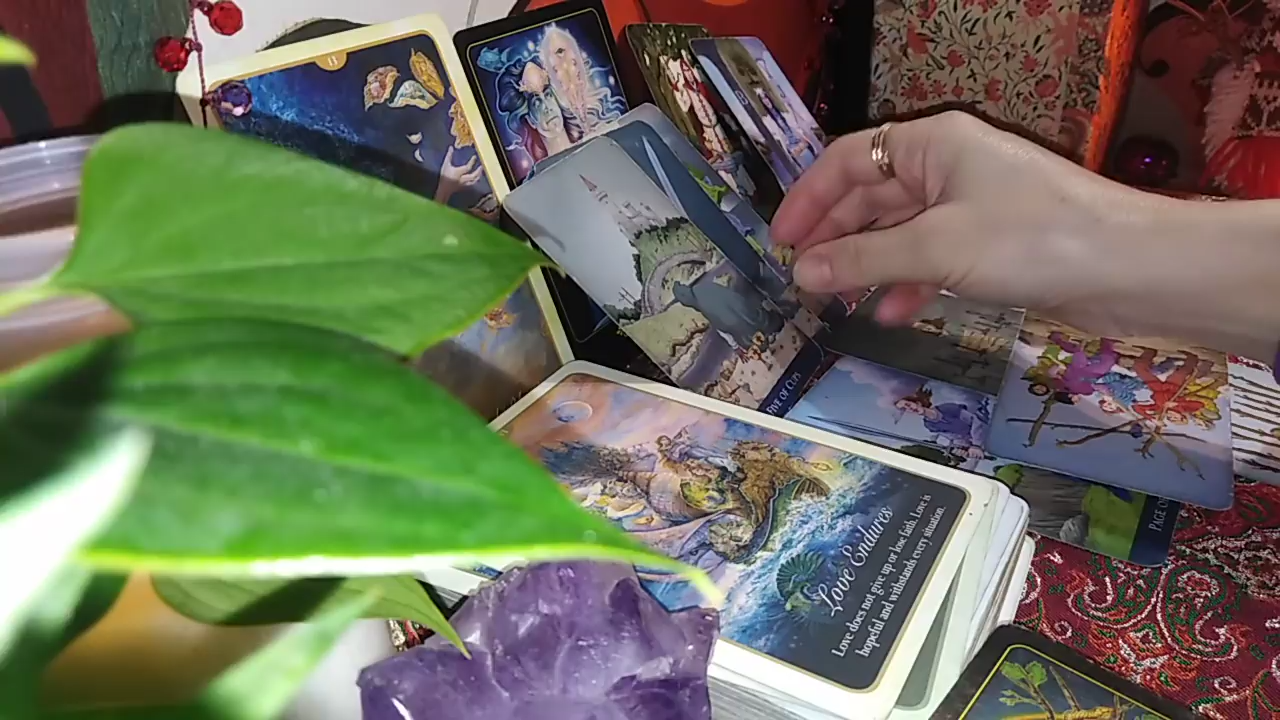 FIVE OF CUPS
Love Endures
Love does not give up or lose faith. Love is
hopeful and withstands every situation.
PAGE O